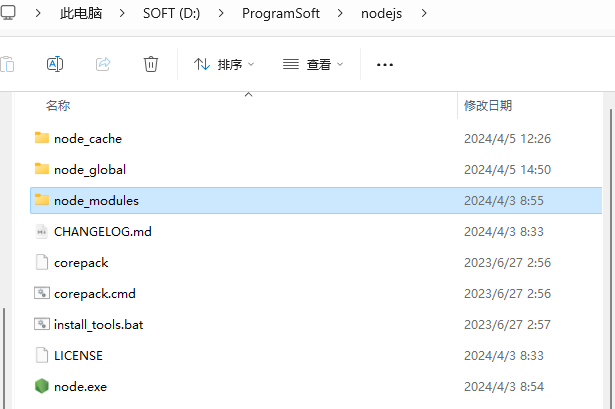 此电脑 > SOFT (D:) > ProgramSoft > nodejs >
排序 查看 ...
名称 修改日期
node_cache 2024/4/5 12:26
node_global 2024/4/5 14:50
node_modules 2024/4/3 8:55
CHANGELOG.md 2024/4/3 8:33
corepack 2023/6/27 2:56
corepack.cmd 2023/6/27 2:56
install_tools.bat 2023/6/27 2:57
LICENSE 2024/4/3 8:33
node.exe 2024/4/3 8:54